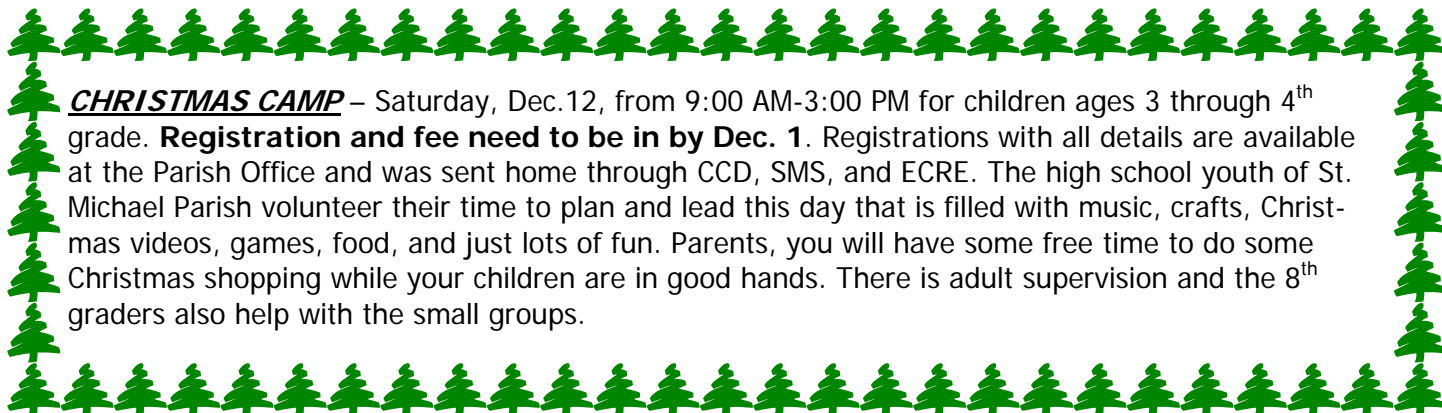 CHRISTMAS CAMP – Saturday, Dec.12, from 9:00 AM-3:00 PM for children ages 3 through 4th
grade. Registration and fee need to be in by Dec. 1. Registrations with all details are available
at the Parish Office and was sent home through CCD, SMS, and ECRE. The high school youth of St.
Michael Parish volunteer their time to plan and lead this day that is filled with music, crafts, Christ-
mas videos, games, food, and just lots of fun. Parents, you will have some free time to do some
Christmas shopping while your children are in good hands. There is adult supervision and the 8th
graders also help with the small groups.